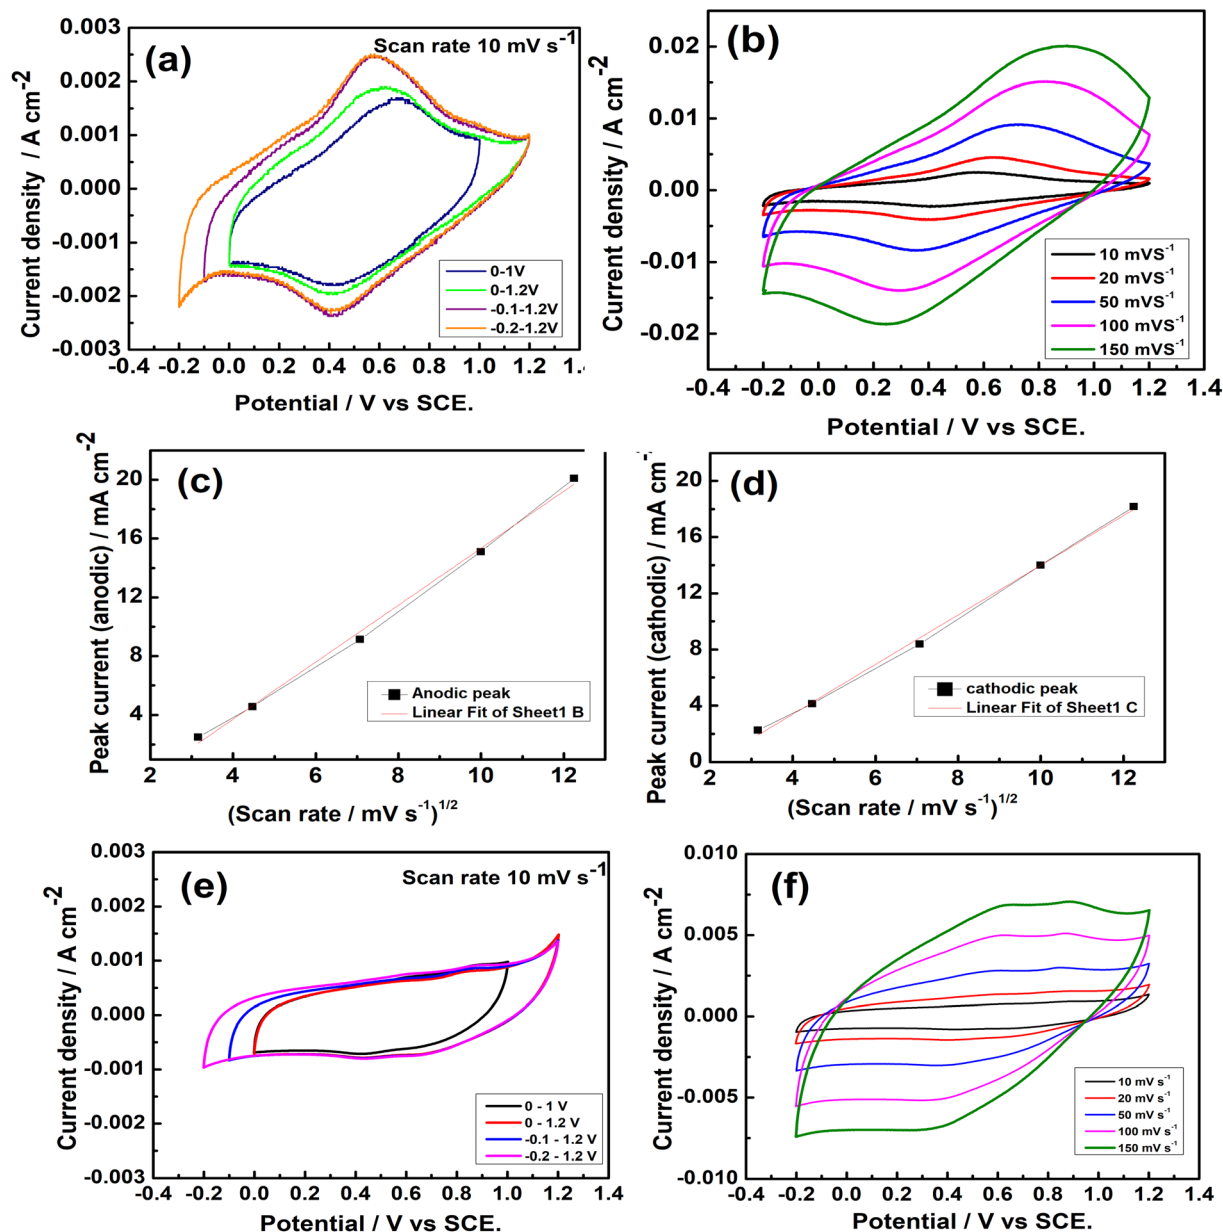 (a)
Scan rate 10 mV s⁻¹
0.003
0.002
0.001
0.000
-0.001
-0.002
-0.003
Current density / A cm⁻²
0-1V
0-1.2V
-0.1-1.2V
-0.2-1.2V
-0.4 -0.2 0.0 0.2 0.4 0.6 0.8 1.0 1.2 1.4
Potential / V vs SCE.
(b)
0.02
0.01
0.00
-0.01
-0.02
Current density / A cm⁻²
10 mVS⁻¹
20 mVS⁻¹
50 mVS⁻¹
100 mVS⁻¹
150 mVS⁻¹
-0.4 -0.2 0.0 0.2 0.4 0.6 0.8 1.0 1.2 1.4
Potential / V vs SCE.
(c)
20
16
12
8
4
Peak current (anodic) / mA cm⁻²
Anodic peak
Linear Fit of Sheet1 B
2 4 6 8 10 12
(Scan rate / mV s⁻¹)¹/²
(d)
20
16
12
8
4
2
0
Peak current (cathodic) / mA cm⁻
cathodic peak
Linear Fit of Sheet1 C
2 4 6 8 10 12
(Scan rate / mV s⁻¹)¹/²
(e)
Scan rate 10 mV s⁻¹
0.003
0.002
0.001
0.000
-0.001
-0.002
-0.003
Current density / A cm⁻²
0 - 1 V
0 - 1.2 V
-0.1 - 1.2 V
-0.2 - 1.2 V
-0.4 -0.2 0.0 0.2 0.4 0.6 0.8 1.0 1.2 1.4
Potential / V vs SCE.
(f)
0.010
0.005
0.000
-0.005
-0.010
Current density / A cm⁻²
10 mV s⁻¹
20 mV s⁻¹
50 mV s⁻¹
100 mV s⁻¹
150 mV s⁻¹
-0.4 -0.2 0.0 0.2 0.4 0.6 0.8 1.0 1.2 1.4
Potential / V vs SCE.